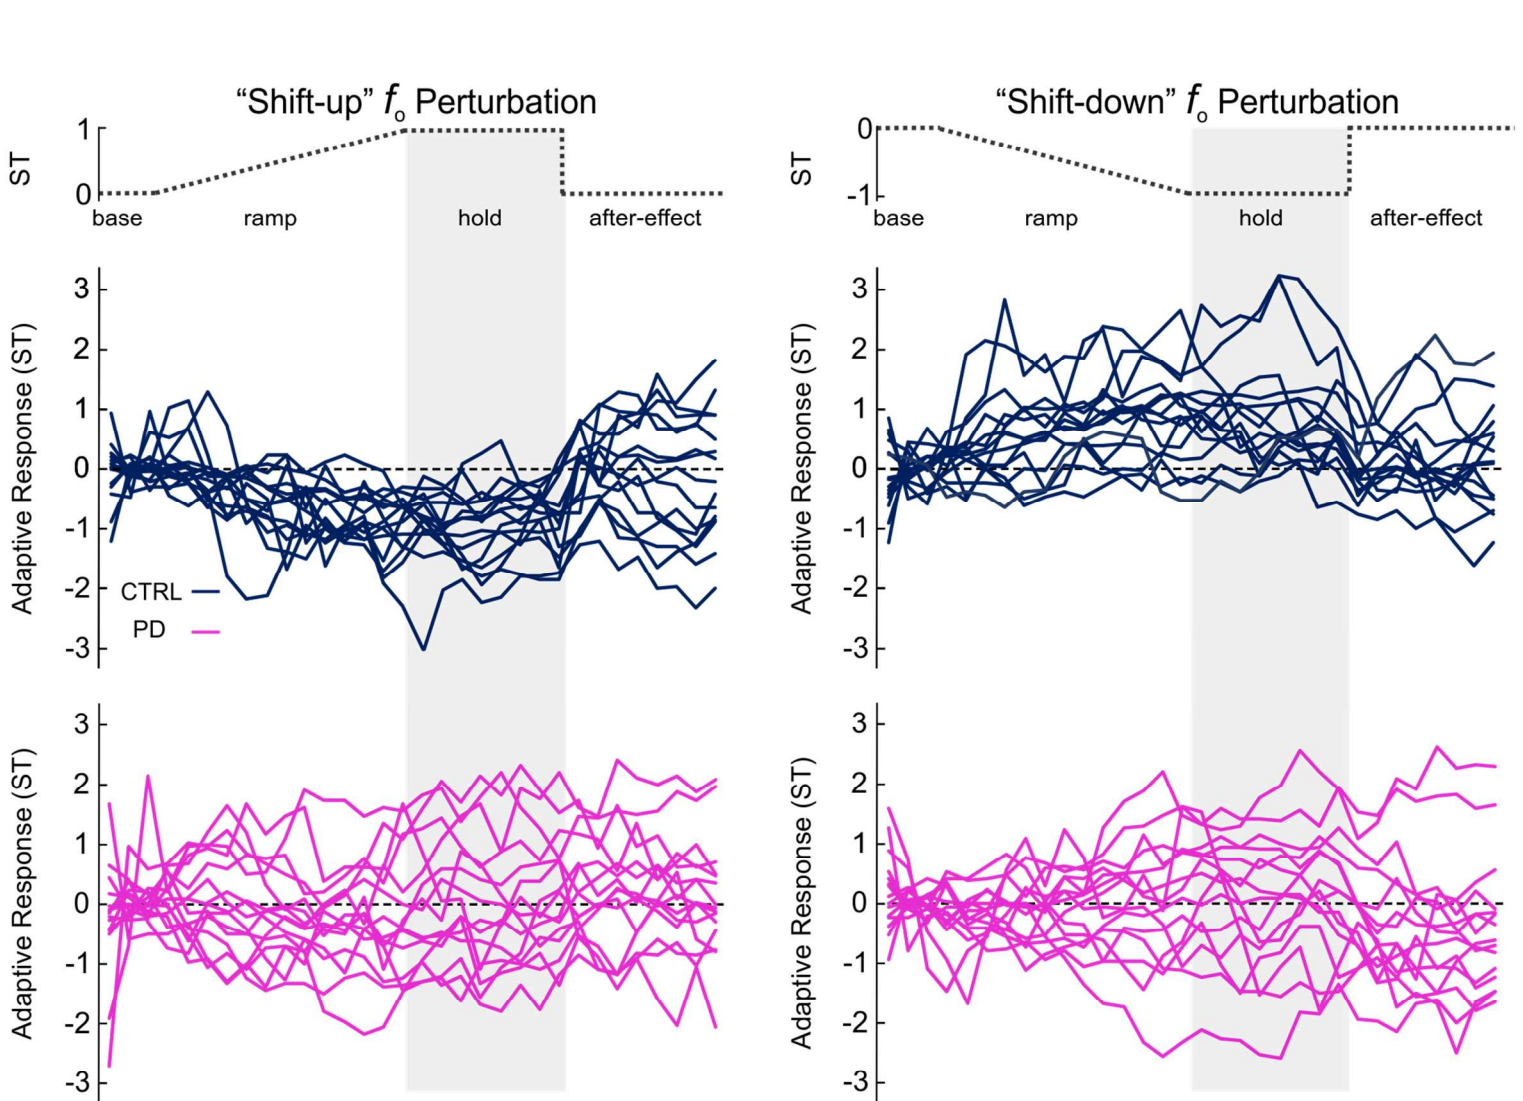 “Shift-up” fo Perturbation
“Shift-down” fo Perturbation
ST
1
0
base
ramp
hold
after-effect
ST
0
-1
base
ramp
hold
after-effect
Adaptive Response (ST)
3
2
1
0
-1
-2
-3
CTRL
PD
Adaptive Response (ST)
3
2
1
0
-1
-2
-3
Adaptive Response (ST)
3
2
1
0
-1
-2
-3
Adaptive Response (ST)
3
2
1
0
-1
-2
-3